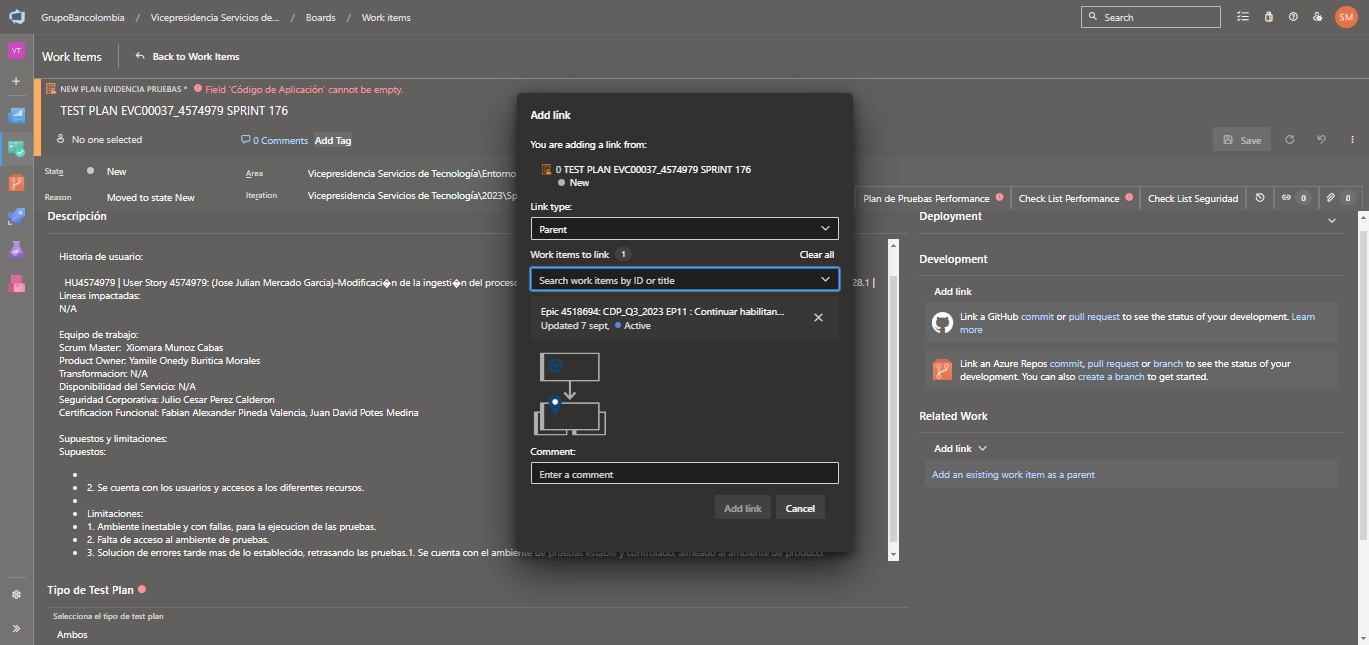 GrupoBancolombia / Vicepresidencia Servicios de... / Boards / Work items
Search
SM
VT
Work Items
Back to Work Items
NEW PLAN EVIDENCIA PRUEBAS * Field 'Código de Aplicación' cannot be empty.
TEST PLAN EVC00037_4574979 SPRINT 176
No one selected
0 Comments
Add Tag
Save
State
New
Area
Vicepresidencia Servicios de Tecnología\Entorno
Reason
Moved to state New
Iteration
Vicepresidencia Servicios de Tecnología\2023\Sp
Plan de Pruebas Performance
Check List Performance
Check List Seguridad
0
0
Descripción
Historia de usuario:
HU4574979 | User Story 4574979: (Jose Julian Mercado Garcia)-Modificaci�n de la ingesti�n del proceso
28.1 |
Lineas impactadas:
N/A
Equipo de trabajo:
Scrum Master: Xiomara Munoz Cabas
Product Owner: Yamile Onedy Buritica Morales
Transformacion: N/A
Disponibilidad del Servicio: N/A
Seguridad Corporativa: Julio Cesar Perez Calderon
Certificacion Funcional: Fabian Alexander Pineda Valencia, Juan David Potes Medina
Supuestos y limitaciones:
Supuestos:
2. Se cuenta con los usuarios y accesos a los diferentes recursos.
Limitaciones:
1. Ambiente inestable y con fallas, para la ejecucion de las pruebas.
2. Falta de acceso al ambiente de pruebas.
3. Solucion de errores tarde mas de lo establecido, retrasando las pruebas.1. Se cuenta con el ambiente de pruebas estable y controlado, alineado al ambiente de producci
Tipo de Test Plan
Selecciona el tipo de test plan
Ambos
Add link
You are adding a link from:
0 TEST PLAN EVC00037_4574979 SPRINT 176
New
Link type:
Parent
Work items to link 1
Clear all
Search work items by ID or title
Epic 4518694: CDP_Q3_2023 EP11 : Continuar habilitan...
Updated 7 sept, Active
Comment:
Enter a comment
Add link
Cancel
Deployment
Development
Add link
Link a GitHub commit or pull request to see the status of your development. Learn
more
Link an Azure Repos commit, pull request or branch to see the status of your
development. You can also create a branch to get started.
Related Work
Add link
Add an existing work item as a parent